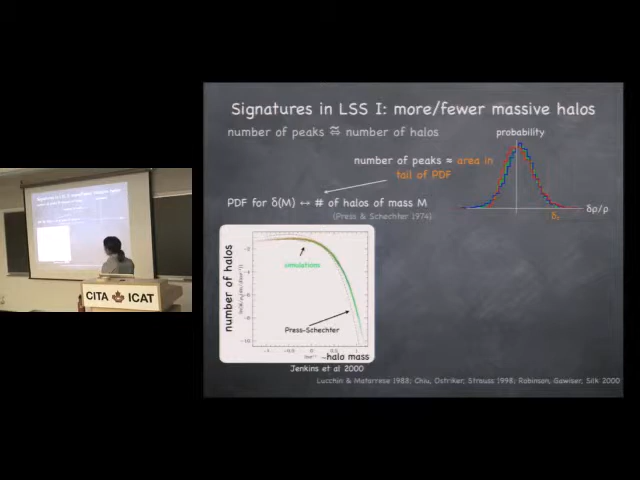 Signatures in LSS I: more/fewer massive halos
number of peaks ≅ number of halos
probability
number of peaks ≈ area in
tail of PDF
PDF for δ(M) ↔ # of halos of mass M
(Press & Schechter 1974)
δc
δρ/ρ
number of halos
simulations
Press-Schechter
halo mass
Jenkins et al 2000
Lucchin & Matarrese 1988; Chiu, Ostriker, Strauss 1998; Robinson, Gawiser, Silk 2000
CITA ICAT